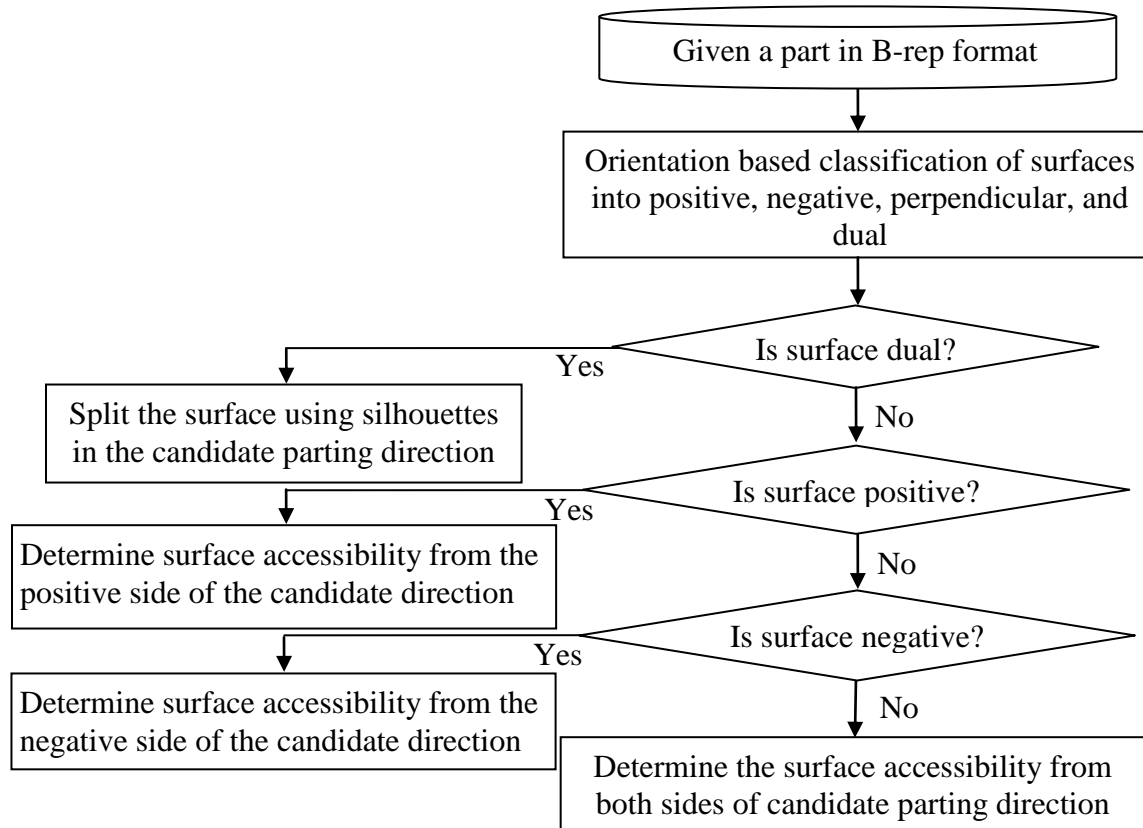 Given a part in B-rep format
Orientation based classification of surfaces
into positive, negative, perpendicular, and
dual
Is surface dual?
Yes
No
Split the surface using silhouettes
in the candidate parting direction
Is surface positive?
Yes
No
Determine surface accessibility from the
positive side of the candidate direction
Is surface negative?
Yes
No
Determine surface accessibility from the
negative side of the candidate direction
Determine the surface accessibility from
both sides of candidate parting direction